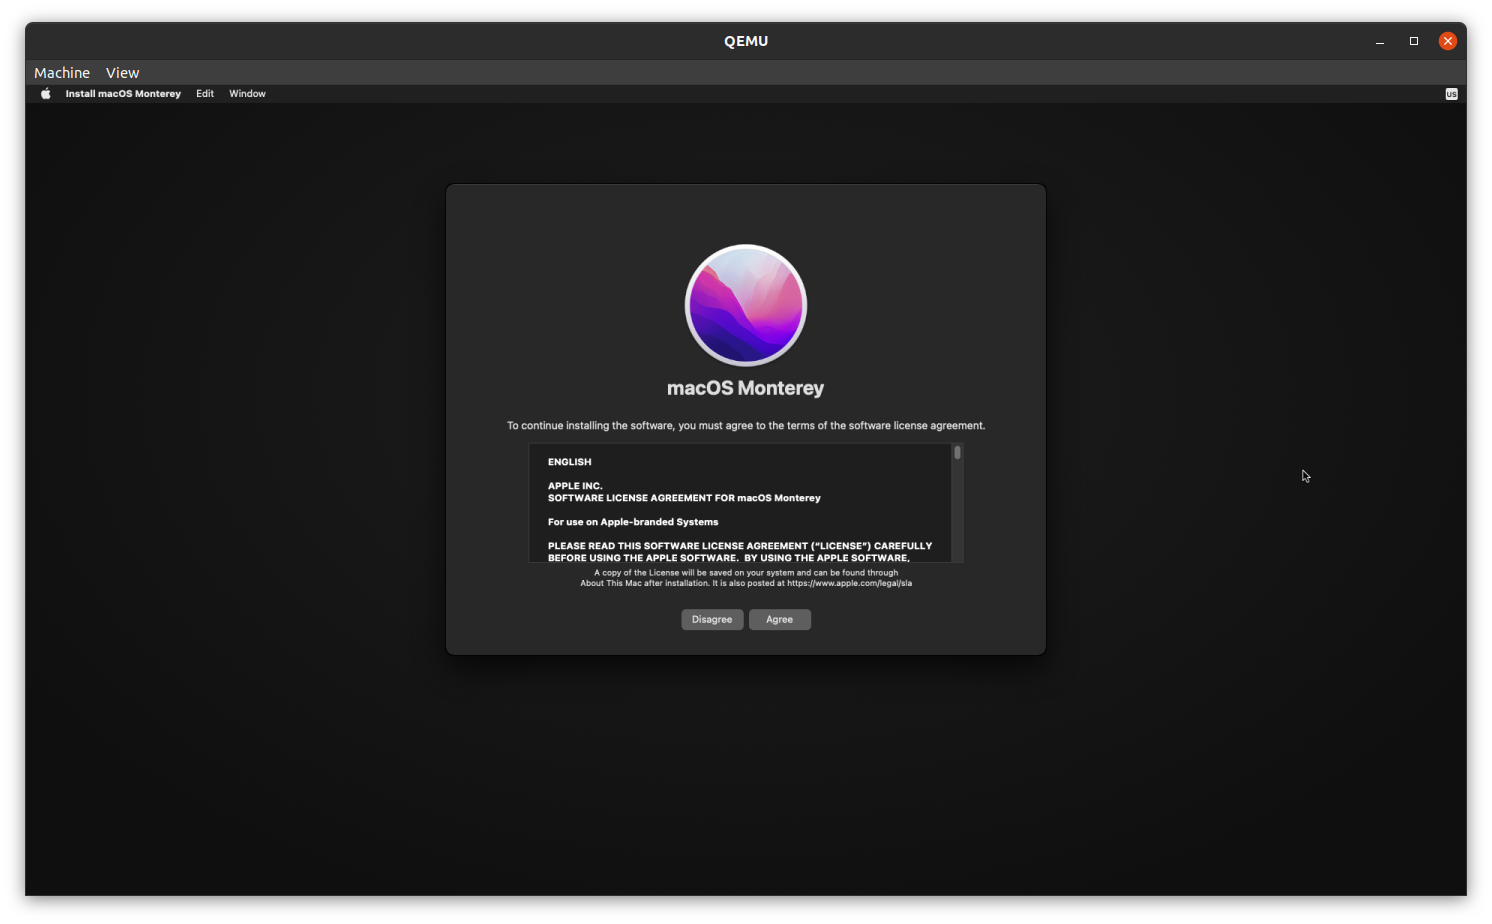 QEMU
Machine View
Install macOS Monterey Edit Window
US
macOS Monterey
To continue installing the software, you must agree to the terms of the software license agreement.
ENGLISH
APPLE INC.
SOFTWARE LICENSE AGREEMENT FOR macOS Monterey
For use on Apple-branded Systems
PLEASE READ THIS SOFTWARE LICENSE AGREEMENT (“LICENSE”) CAREFULLY
BEFORE USING THE APPLE SOFTWARE.  BY USING THE APPLE SOFTWARE,
A copy of the License will be saved on your system and can be found through
About This Mac after installation. It is also posted at https://www.apple.com/legal/sla
Disagree Agree